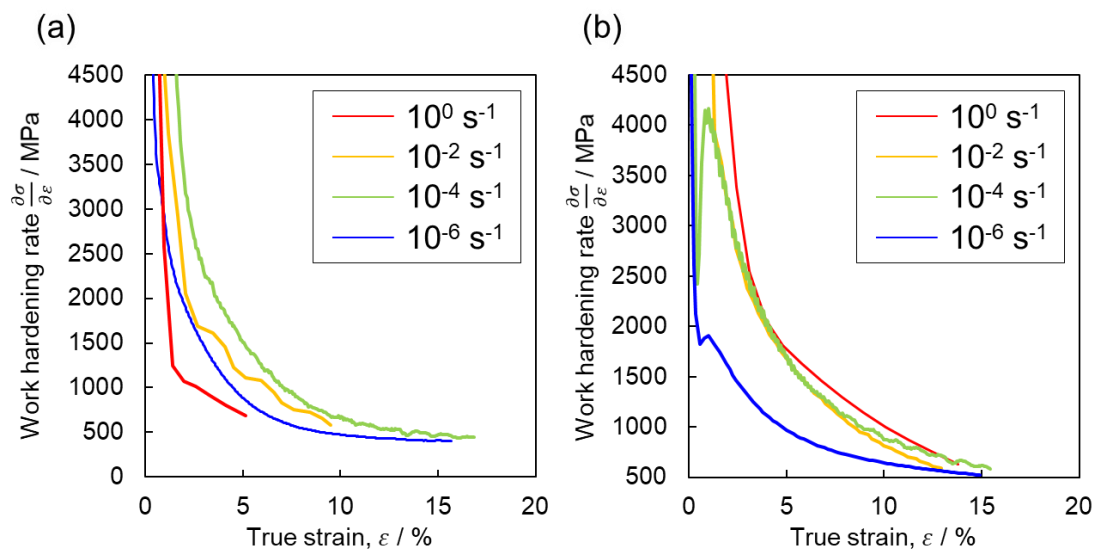 (a)
Work hardening rate ∂σ/∂ε / MPa
4500
4000
3500
3000
2500
2000
1500
1000
500
0
10⁰ s⁻¹
10⁻² s⁻¹
10⁻⁴ s⁻¹
10⁻⁶ s⁻¹
0 5 10 15 20
True strain, ε / %
(b)
Work hardening rate ∂σ/∂ε / MPa
4500
4000
3500
3000
2500
2000
1500
1000
500
10⁰ s⁻¹
10⁻² s⁻¹
10⁻⁴ s⁻¹
10⁻⁶ s⁻¹
0 5 10 15 20
True strain, ε / %